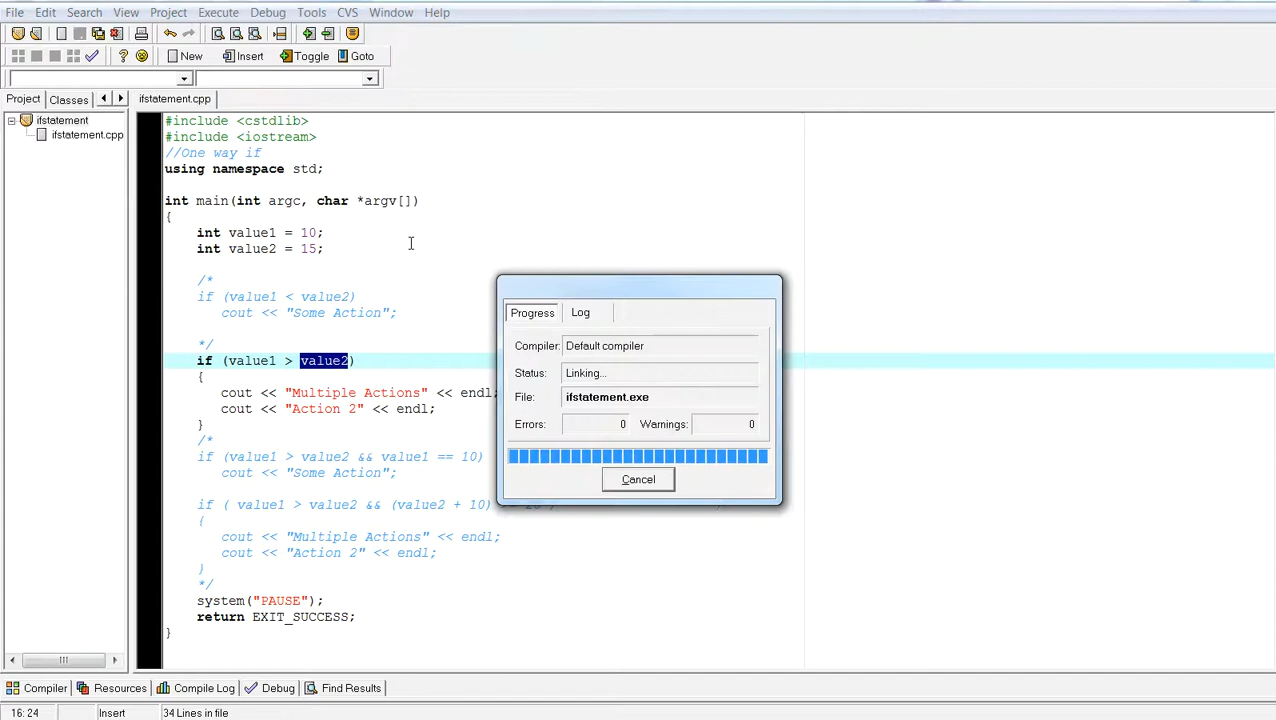 File Edit Search View Project Execute Debug Tools CVS Window Help
New Insert Toggle Goto
Project Classes ifstatement.cpp
ifstatement
ifstatement.cpp
#include <cstdlib>
#include <iostream>
//One way if
using namespace std;
int main(int argc, char *argv[])
{
int value1 = 10;
int value2 = 15;
/*
if (value1 < value2)
cout << "Some Action";
*/
if (value1 > value2)
{
cout << "Multiple Actions" << endl;
cout << "Action 2" << endl;
}
/*
if (value1 > value2 && value1 == 10)
cout << "Some Action";
if ( value1 > value2 && (value2 + 10)
{
cout << "Multiple Actions" << endl;
cout << "Action 2" << endl;
}
*/
system("PAUSE");
return EXIT_SUCCESS;
}
Progress Log
Compiler: Default compiler
Status: Linking...
File: ifstatement.exe
Errors: 0 Warnings: 0
Cancel
Compiler Resources Compile Log Debug Find Results
16: 24 Insert 34 Lines in file